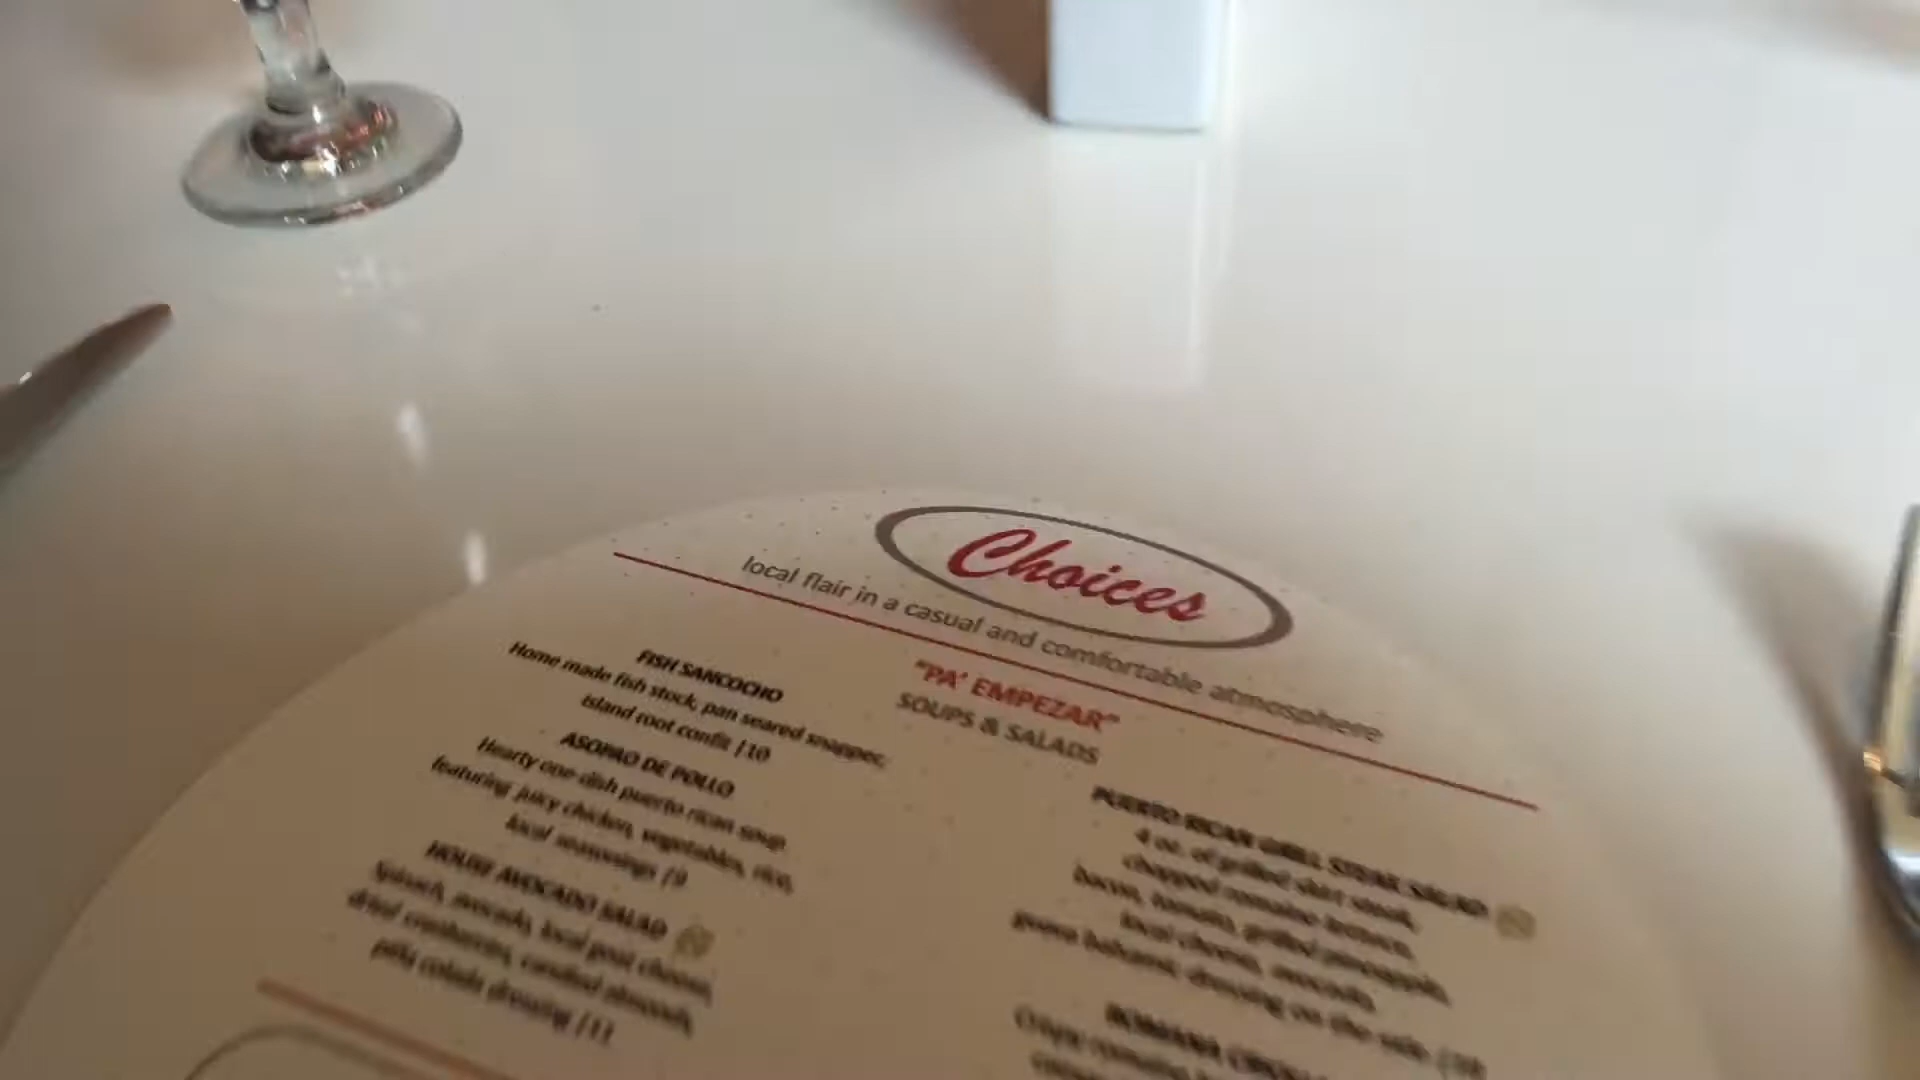 Choices
local flair in a casual and comfortable atmosphere
"PA' EMPEZAR"
SOUPS & SALADS
FISH SANCOCHO
Home made fish stock, pan seared snapper,
island root confit | 10
ASOPAO DE POLLO
Hearty one-dish puerto rican soup
featuring juicy chicken, vegetables, rice,
local seasonings | 9
HOUSE AVOCADO SALAD
Spinach, avocado, local goat cheese,
dried cranberries, candied almonds,
piña colada dressing | 11
PUERTO RICAN GRILL STEAK SALAD
4 oz. of grilled skirt steak,
chopped romaine lettuce,
bacon, tomato, grilled pineapple,
local cheese, avocado,
guava balsamic dressing on the side |
ROMANA
Crispy romaine